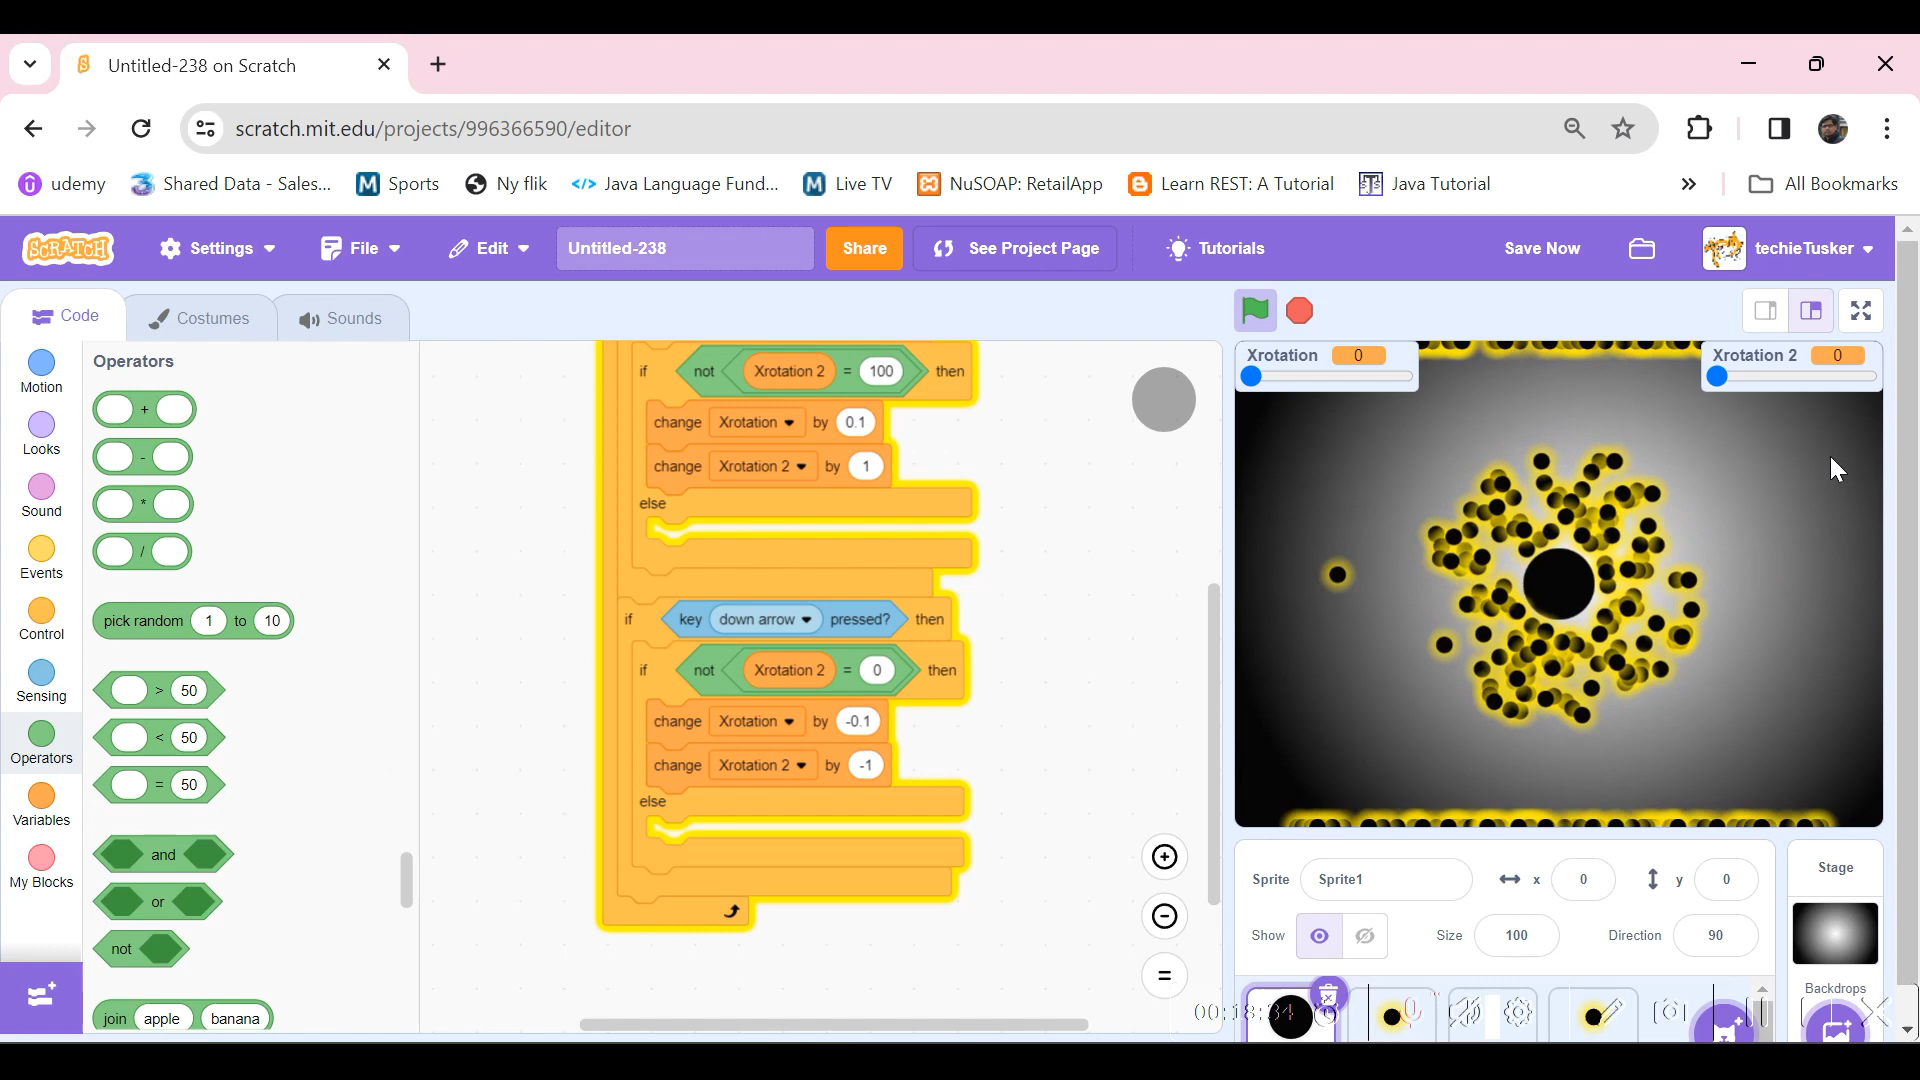 Untitled-238 on Scratch
scratch.mit.edu/projects/996366590/editor
udemy
Shared Data - Sales...
Sports
Ny flik
Java Language Fund...
Live TV
NuSOAP: RetailApp
Learn REST: A Tutorial
Java Tutorial
All Bookmarks
SCRATCH
Settings
File
Edit
Untitled-238
Share
See Project Page
Tutorials
Save Now
techieTusker
Code
Costumes
Sounds
Motion
Looks
Sound
Events
Control
Sensing
Operators
Variables
My Blocks
Operators
+
-
*
/
pick random 1 to 10
> 50
< 50
= 50
and
or
not
join apple banana
if not Xrotation 2 = 100 then
change Xrotation by 0.1
change Xrotation 2 by 1
else
if key down arrow pressed? then
if not Xrotation 2 = 0 then
change Xrotation by -0.1
change Xrotation 2 by -1
else
Xrotation 0
Xrotation 2 0
Sprite Sprite1 x 0 y 0
Show Size 100 Direction 90
Stage
Backdrops
00:18:34